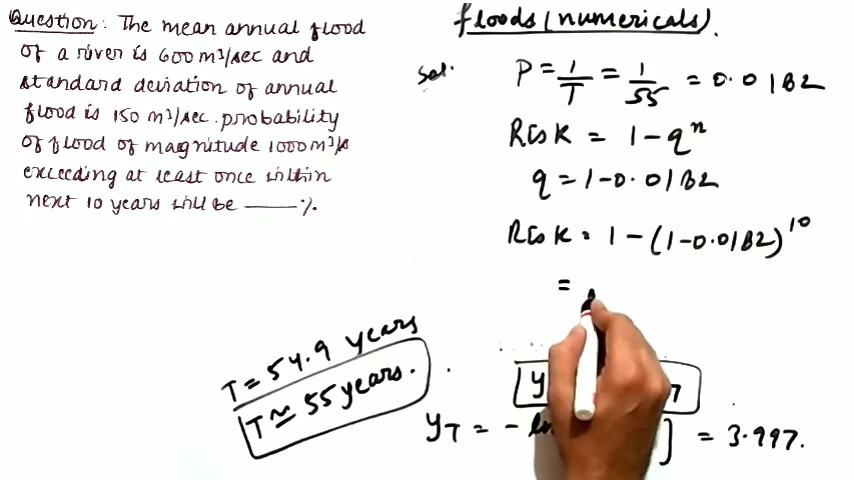 Question: The mean annual flood
of a river is 600 m³/sec and
standard deviation of annual
flood is 150 m³/sec. probability
of flood of magnitude 1000 m³/s
exceeding at least once within
next 10 years will be ____ %.
floods (numericals).
Sol. P = 1/T = 1/55 = 0.0182
Risk = 1 - qⁿ
q = 1 - 0.0182
Risk = 1 - (1 - 0.0182)¹⁰
=
T = 54.9 years
T ≃ 55 years.
y 7
yT = - ln ] = 3.997.